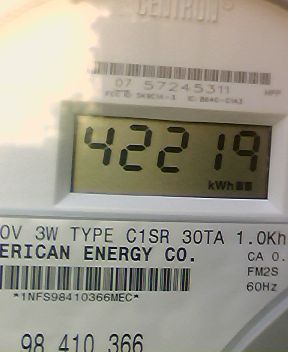 CENTRON®
07 57245311
HPP
42219
kWh
0V 3W TYPE C1SR 30TA 1.0Kh
ERICAN ENERGY CO.
CA 0.
FM2S
60Hz
*1NFS98410366MEC*
98 410 366